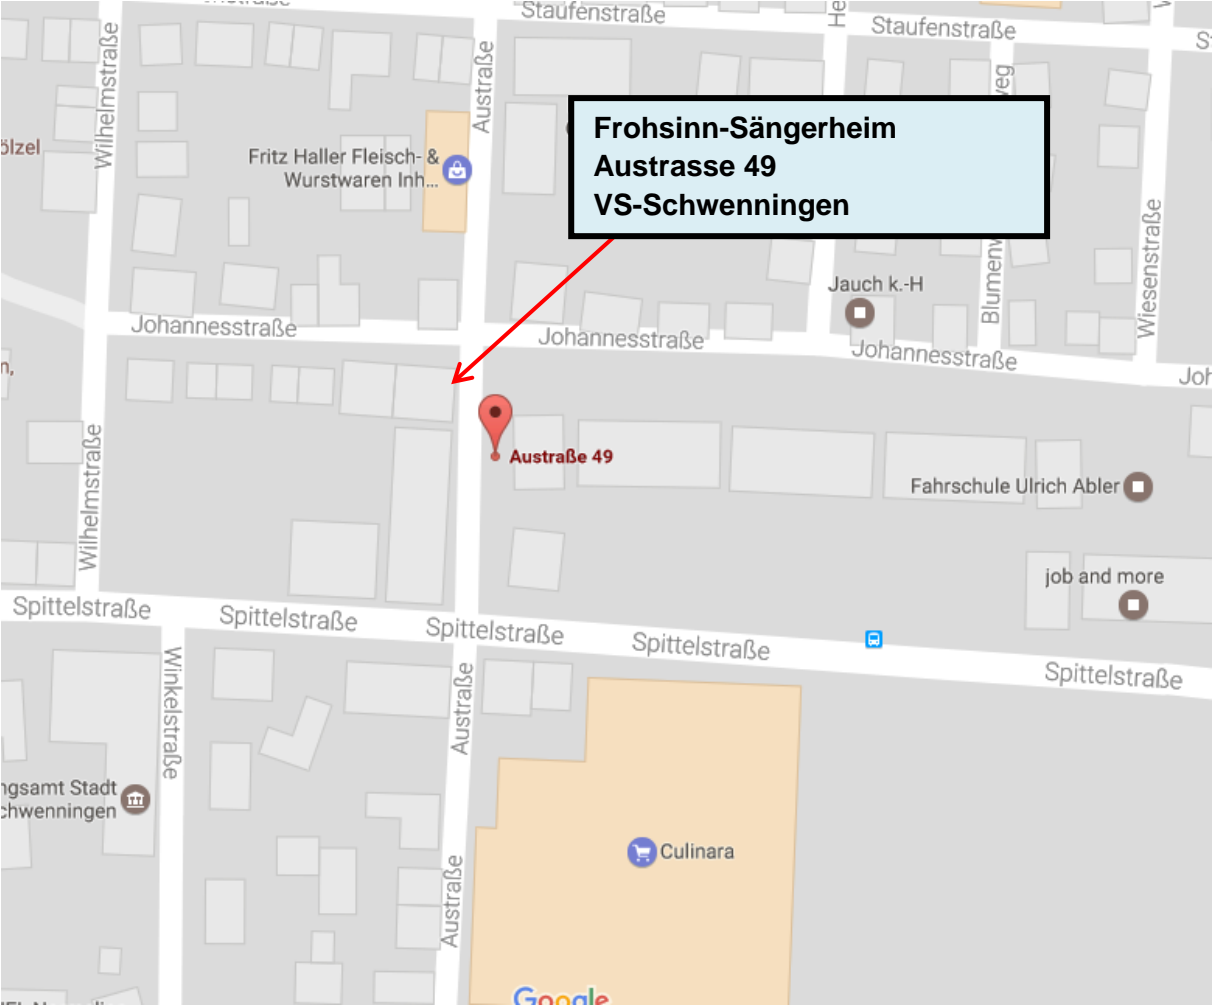 Staufenstraße
Staufenstraße
Wilhelmstraße
Austraße
ölzel
Fritz Haller Fleisch- &
Wurstwaren Inh...
Frohsinn-Sängerheim
Austrasse 49
VS-Schwenningen
Wiesenstraße
Jauch k.-H
Johannesstraße
Johannesstraße
Johannesstraße
Joh
n,
Wilhelmstraße
Austraße 49
Fahrschule Ulrich Abler
job and more
Spittelstraße
Spittelstraße
Spittelstraße
Spittelstraße
Spittelstraße
Winkelstraße
Austraße
ngsamt Stadt
chwenningen
Culinara
Austraße
Google